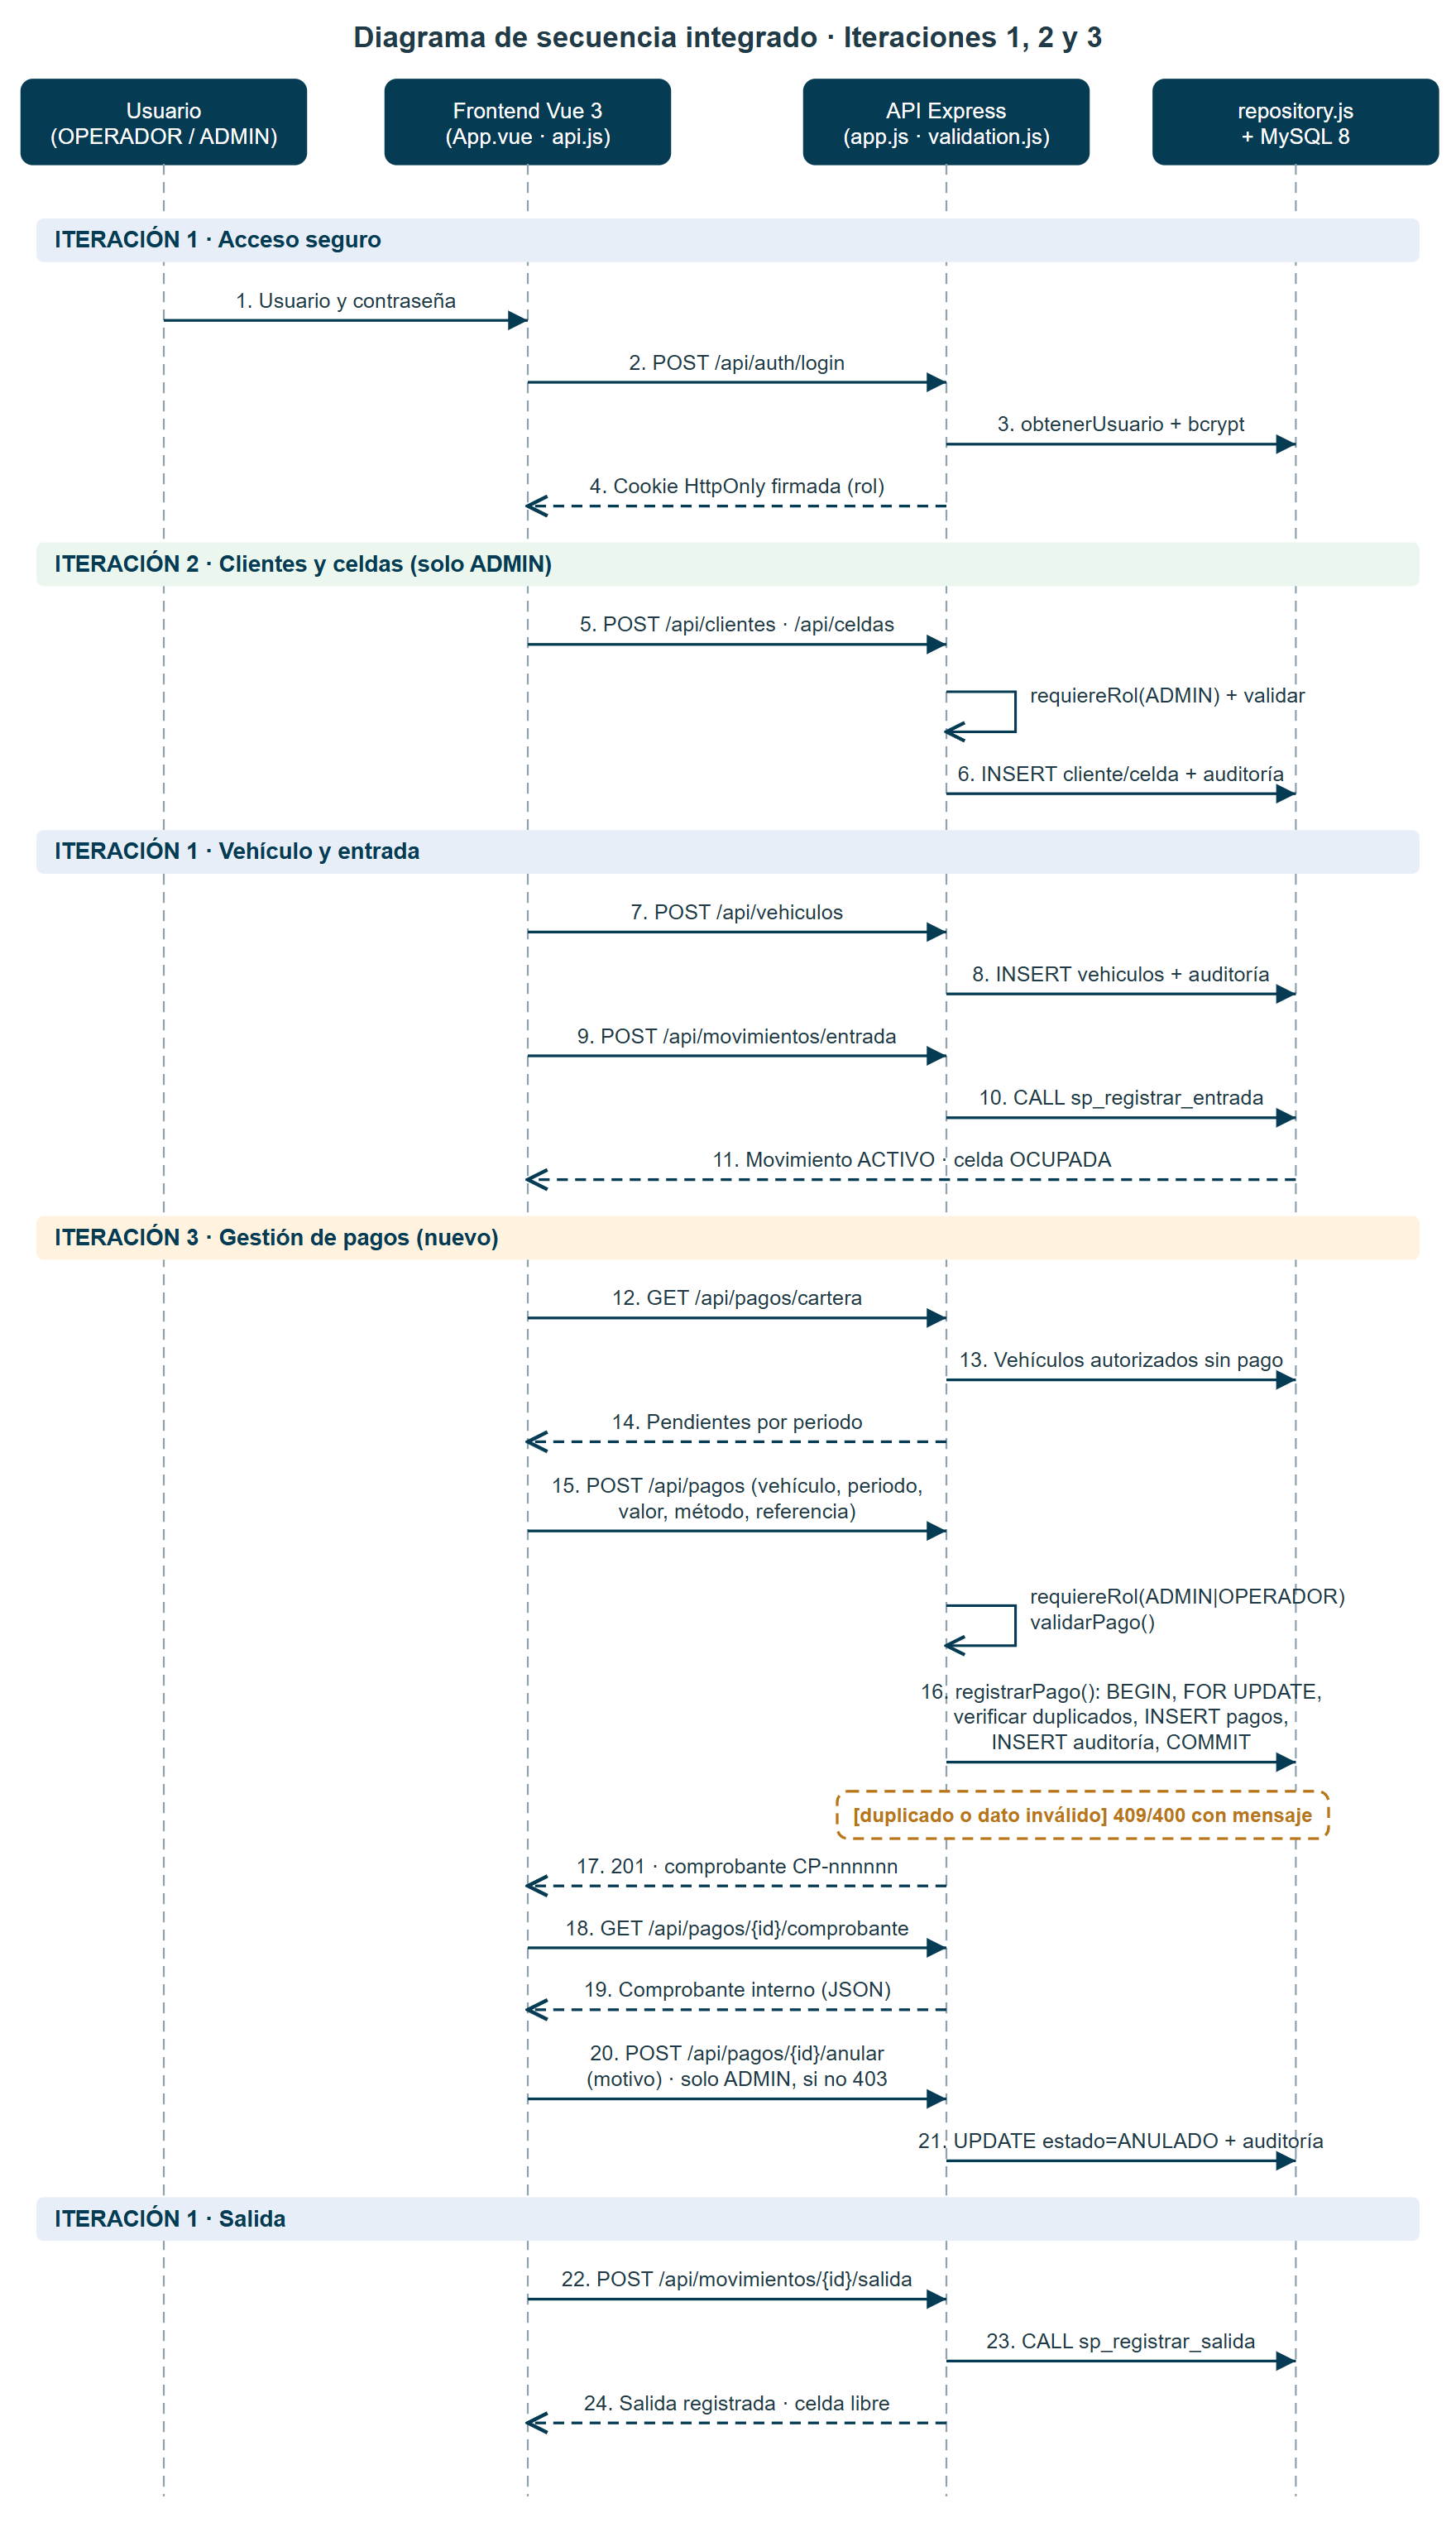 Diagrama de secuencia integrado · Iteraciones 1, 2 y 3
Usuario
(OPERADOR / ADMIN)
Frontend Vue 3
(App.vue · api.js)
API Express
(app.js · validation.js)
repository.js
+ MySQL 8
ITERACIÓN 1 · Acceso seguro
1. Usuario y contraseña
2. POST /api/auth/login
3. obtenerUsuario + bcrypt
4. Cookie HttpOnly firmada (rol)
ITERACIÓN 2 · Clientes y celdas (solo ADMIN)
5. POST /api/clientes · /api/celdas
requiereRol(ADMIN) + validar
6. INSERT cliente/celda + auditoría
ITERACIÓN 1 · Vehículo y entrada
7. POST /api/vehiculos
8. INSERT vehiculos + auditoría
9. POST /api/movimientos/entrada
10. CALL sp_registrar_entrada
11. Movimiento ACTIVO · celda OCUPADA
ITERACIÓN 3 · Gestión de pagos (nuevo)
12. GET /api/pagos/cartera
13. Vehículos autorizados sin pago
14. Pendientes por periodo
15. POST /api/pagos (vehículo, periodo,
valor, método, referencia)
requiereRol(ADMIN|OPERADOR)
validarPago()
16. registrarPago(): BEGIN, FOR UPDATE,
verificar duplicados, INSERT pagos,
INSERT auditoría, COMMIT
[duplicado o dato inválido] 409/400 con mensaje
17. 201 · comprobante CP-nnnnnn
18. GET /api/pagos/{id}/comprobante
19. Comprobante interno (JSON)
20. POST /api/pagos/{id}/anular
(motivo) · solo ADMIN, si no 403
21. UPDATE estado=ANULADO + auditoría
ITERACIÓN 1 · Salida
22. POST /api/movimientos/{id}/salida
23. CALL sp_registrar_salida
24. Salida registrada · celda libre